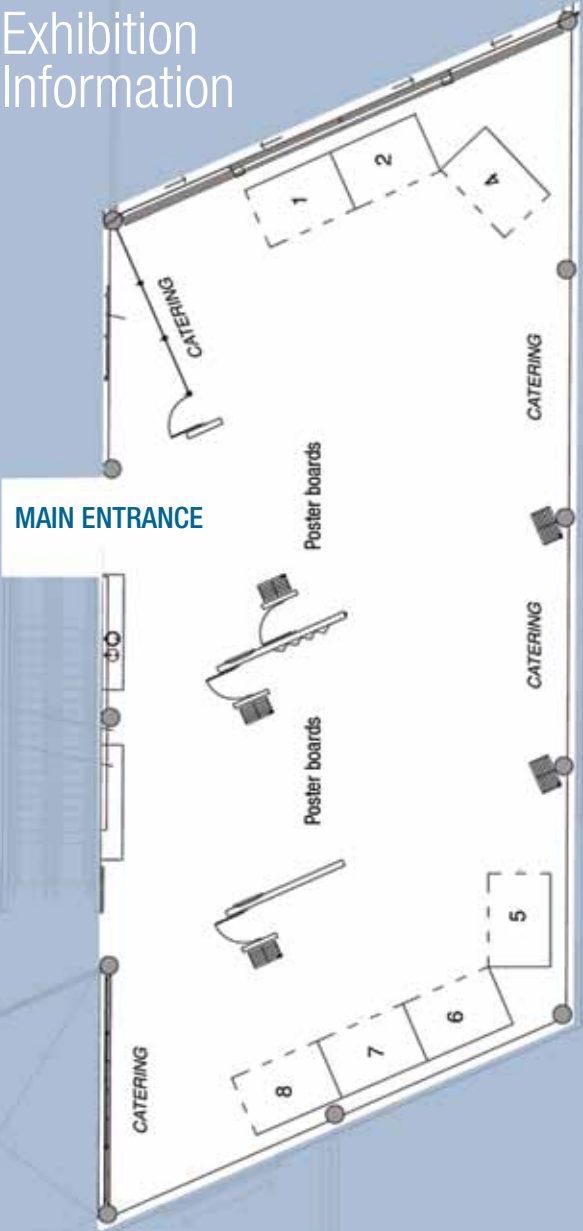 Exhibition
Information
1
2
4
CATERING
CATERING
MAIN ENTRANCE
Poster boards
CATERING
Poster boards
5
6
7
8
CATERING